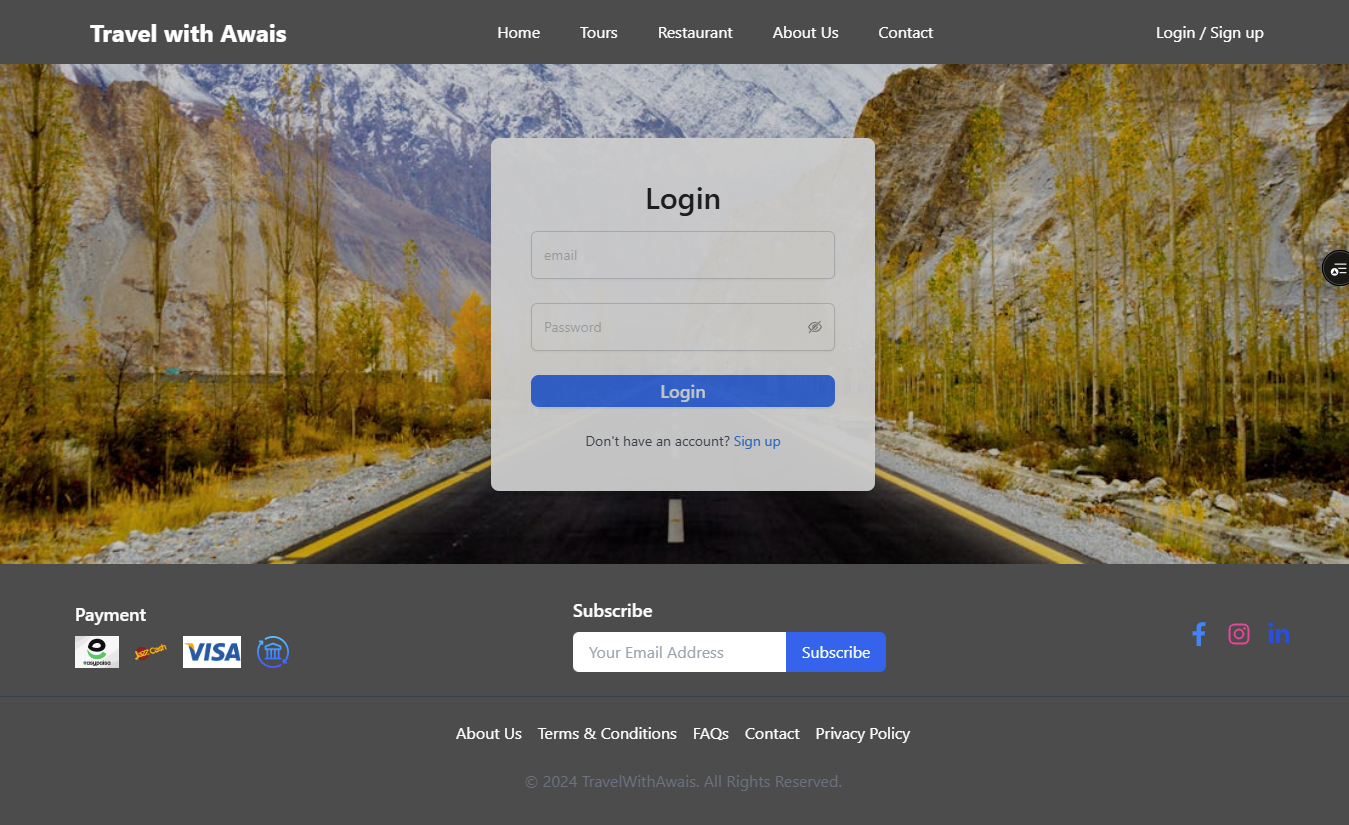 Travel with Awais
Home Tours Restaurant About Us Contact
Login / Sign up
Login
email
Password
Login
Don't have an account? Sign up
Payment
easypaisa
JazzCash
VISA
Subscribe
Your Email Address Subscribe
About Us Terms & Conditions FAQs Contact Privacy Policy
© 2024 TravelWithAwais. All Rights Reserved.